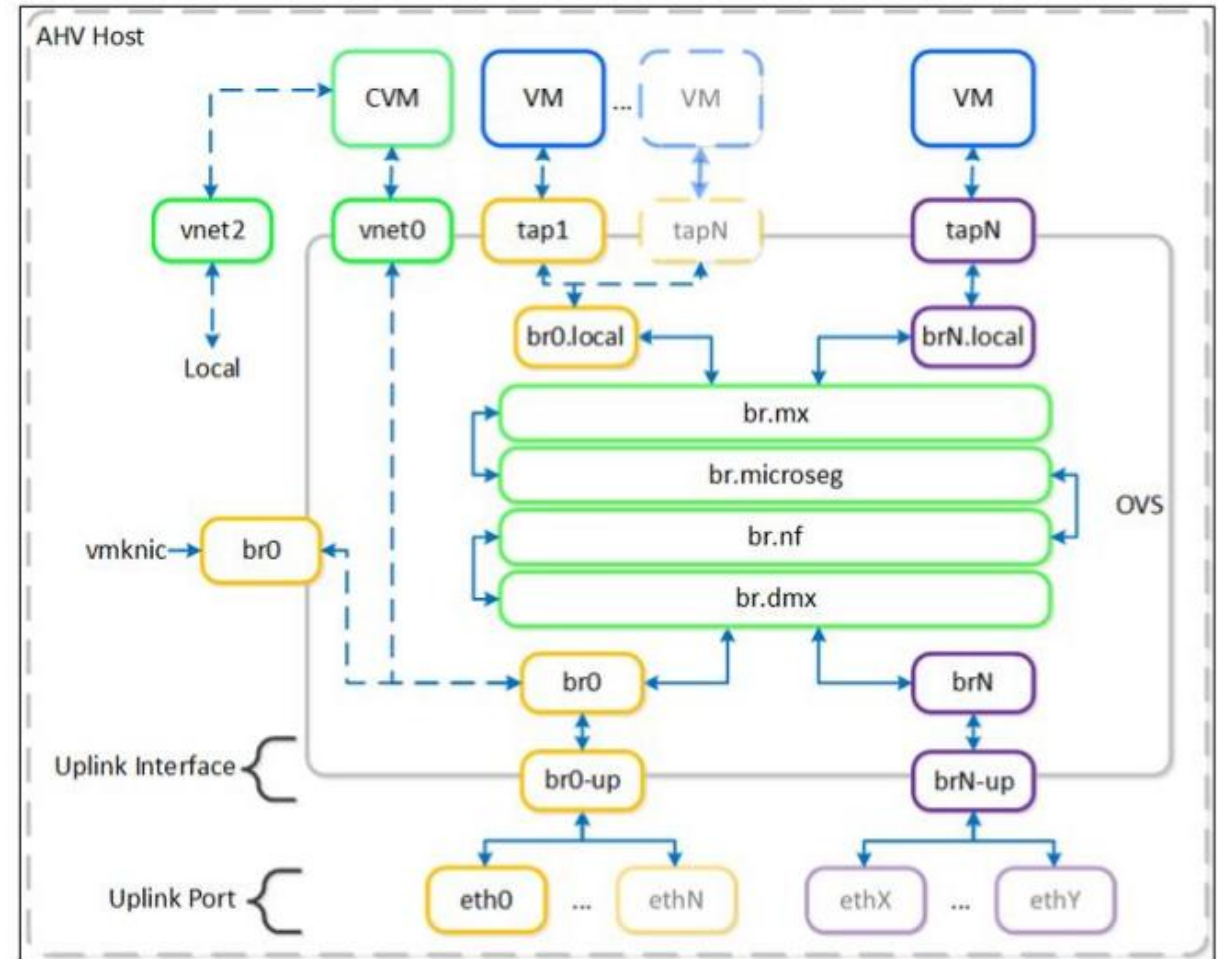 AHV Host
CVM
VM
...
VM
VM
vnet2
vnet0
tap1
tapN
tapN
br0.local
brN.local
Local
br.mx
br.microseg
OVS
br.nf
vmknic
br0
br.dmx
br0
brN
Uplink Interface
br0-up
brN-up
Uplink Port
eth0
...
ethN
ethX
...
ethY